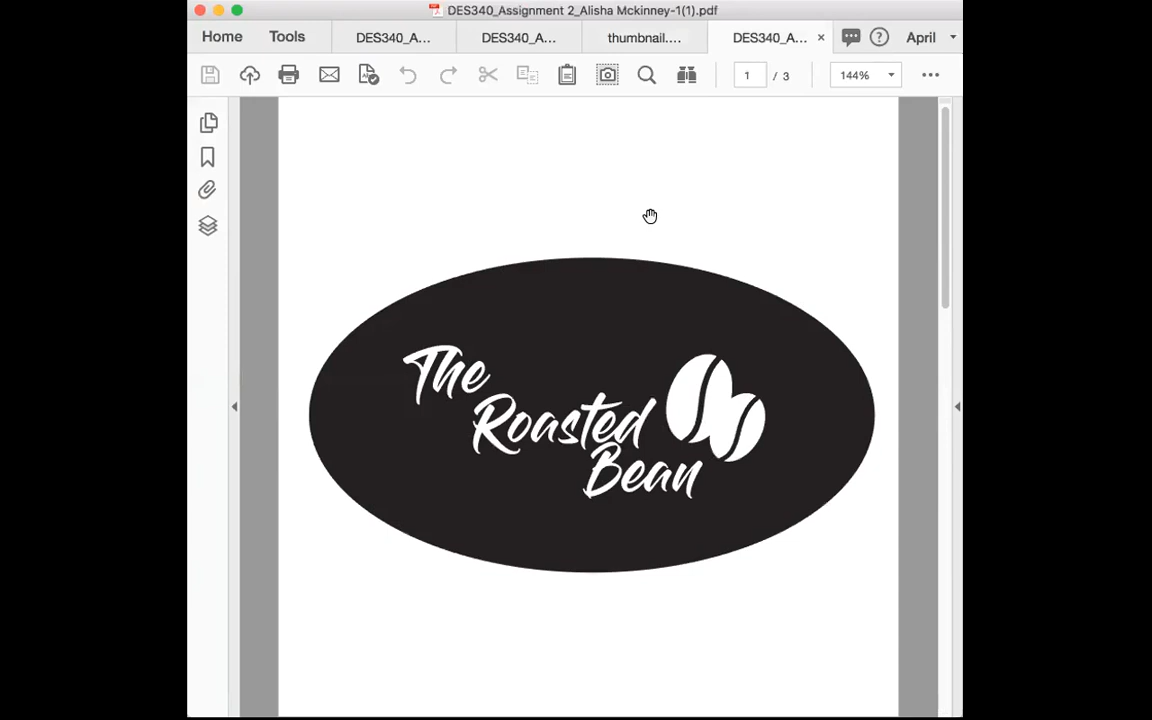 DES340_Assignment 2_Alisha Mckinney-1(1).pdf
Home Tools DES340_A... DES340_A... thumbnail.... DES340_A... × ? April
1 / 3 144%
The
Roasted
Bean